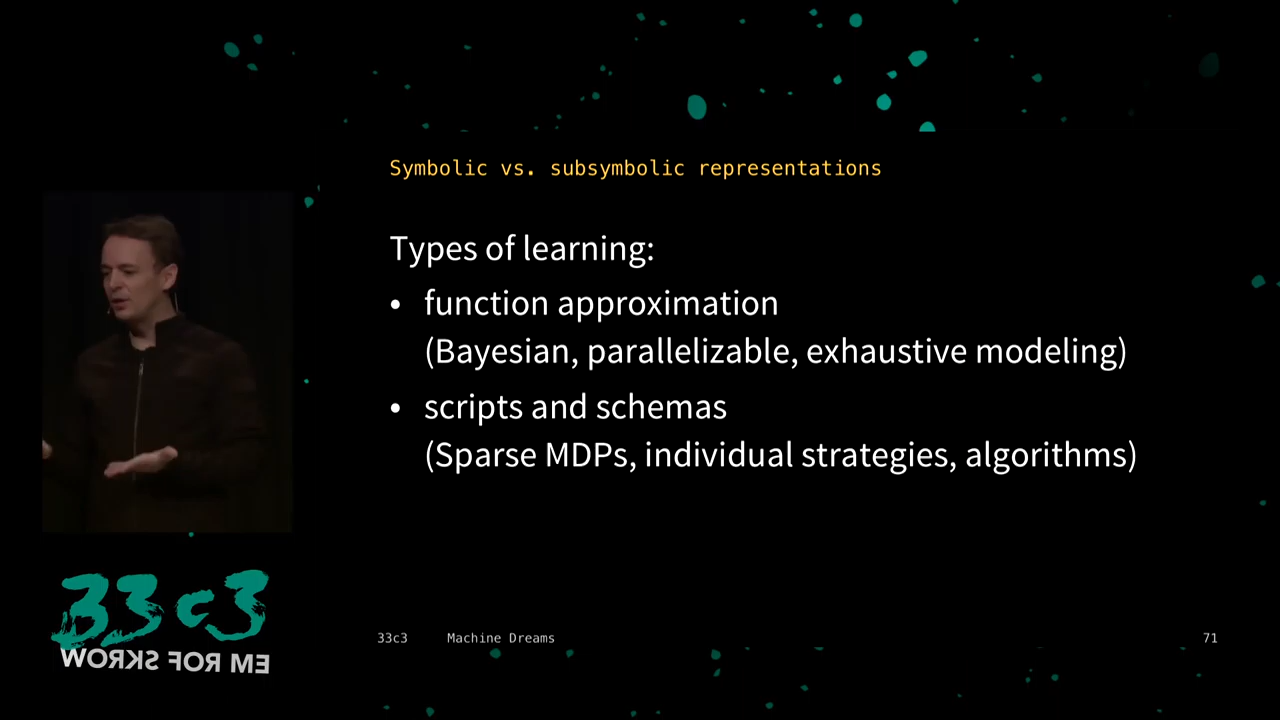 Symbolic vs. subsymbolic representations
Types of learning:
• function approximation
(Bayesian, parallelizable, exhaustive modeling)
• scripts and schemas
(Sparse MDPs, individual strategies, algorithms)
33c3
WORKS FOR ME
33c3 Machine Dreams 71